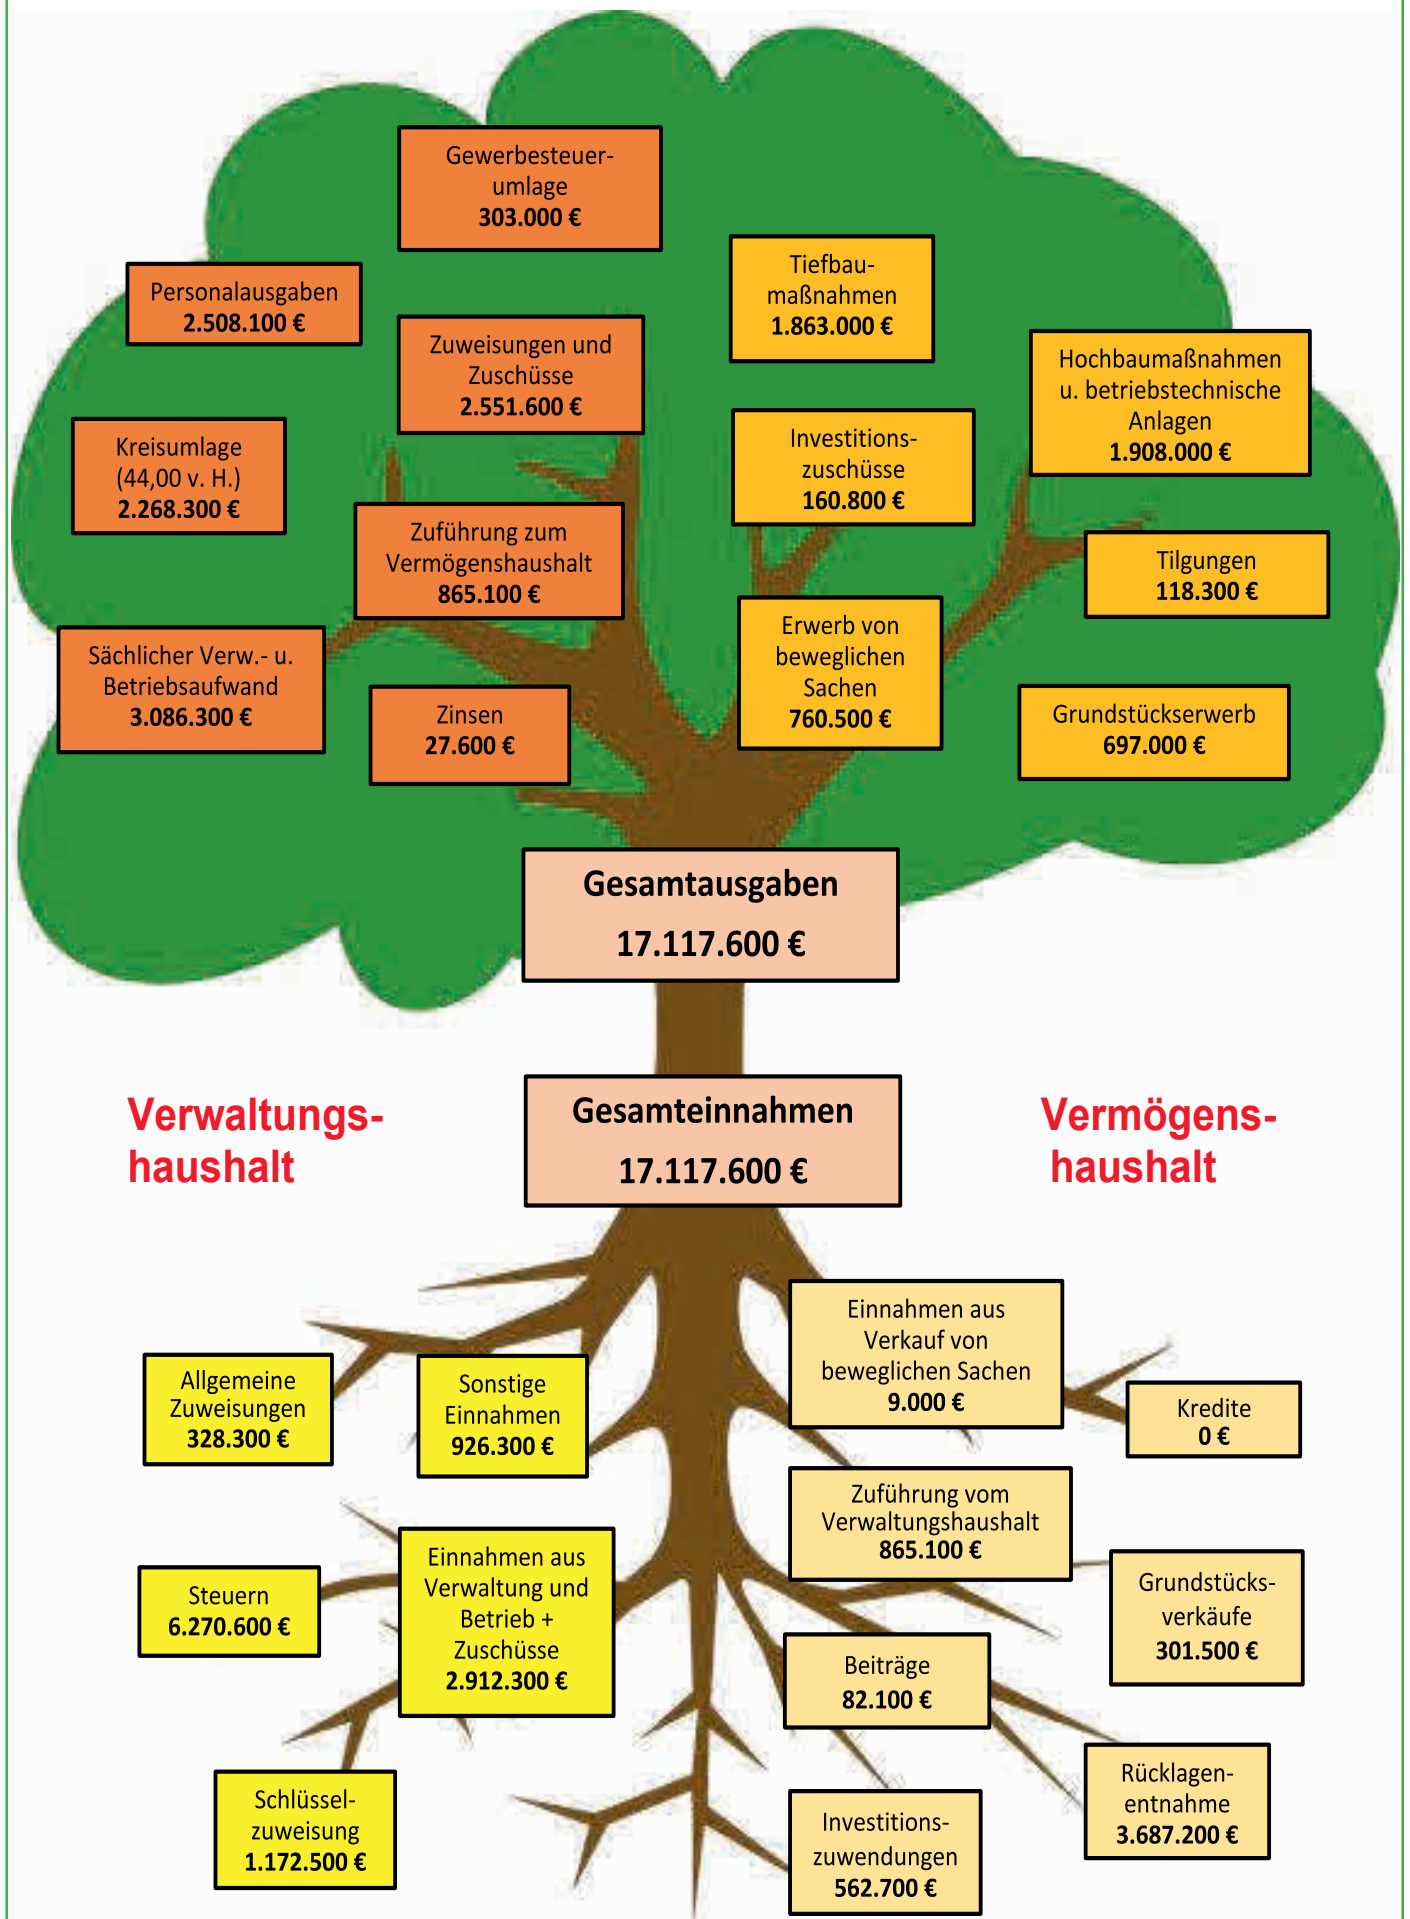 Gewerbesteuer-
umlage
303.000 €
Personalausgaben
2.508.100 €
Zuweisungen und
Zuschüsse
2.551.600 €
Kreisumlage
(44,00 v. H.)
2.268.300 €
Zuführung zum
Vermögenshaushalt
865.100 €
Sächlicher Verw.- u.
Betriebsaufwand
3.086.300 €
Zinsen
27.600 €
Tiefbau-
maßnahmen
1.863.000 €
Hochbaumaßnahmen
u. betriebstechnische
Anlagen
1.908.000 €
Investitions-
zuschüsse
160.800 €
Tilgungen
118.300 €
Erwerb von
beweglichen
Sachen
760.500 €
Grundstückserwerb
697.000 €
Gesamtausgaben
17.117.600 €
Gesamteinnahmen
17.117.600 €
Verwaltungs-
haushalt
Vermögens-
haushalt
Allgemeine
Zuweisungen
328.300 €
Sonstige
Einnahmen
926.300 €
Steuern
6.270.600 €
Einnahmen aus
Verwaltung und
Betrieb +
Zuschüsse
2.912.300 €
Schlüssel-
zuweisung
1.172.500 €
Einnahmen aus
Verkauf von
beweglichen Sachen
9.000 €
Kredite
0 €
Zuführung vom
Verwaltungshaushalt
865.100 €
Grundstücks-
verkäufe
301.500 €
Beiträge
82.100 €
Rücklagen-
entnahme
3.687.200 €
Investitions-
zuwendungen
562.700 €